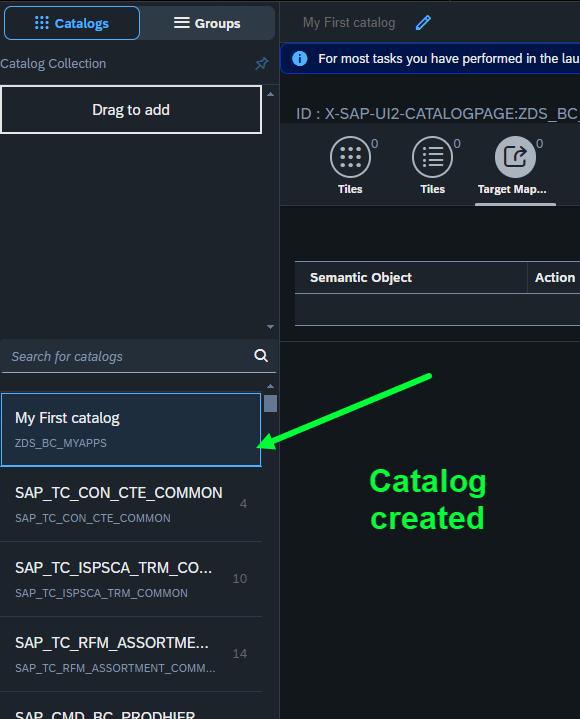 Catalogs
Groups
My First catalog
Catalog Collection
For most tasks you have performed in the lau
Drag to add
ID : X-SAP-UI2-CATALOGPAGE:ZDS_BC_
0
0
0
Tiles
Tiles
Target Map...
Semantic Object
Action
Search for catalogs
My First catalog
ZDS_BC_MYAPPS
SAP_TC_CON_CTE_COMMON
4
SAP_TC_CON_CTE_COMMON
Catalog
created
SAP_TC_ISPSCA_TRM_CO...
10
SAP_TC_ISPSCA_TRM_COMMON
SAP_TC_RFM_ASSORTME...
14
SAP_TC_RFM_ASSORTMENT_COMM...
SAP_CMD_BC_PRODHIER